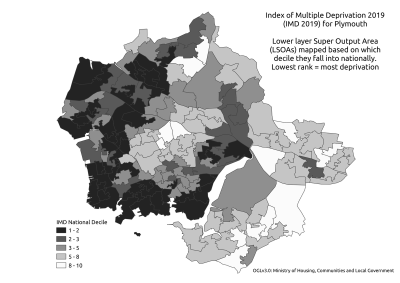 Index of Multiple Deprivation 2019
(IMD 2019) for Plymouth
Lower layer Super Output Area
(LSOAs) mapped based on which
decile they fall into nationally.
Lowest rank = most deprivation
IMD National Decile
1 - 2
2 - 3
3 - 5
5 - 8
8 - 10
OGLv3.0: Ministry of Housing, Communities and Local Government